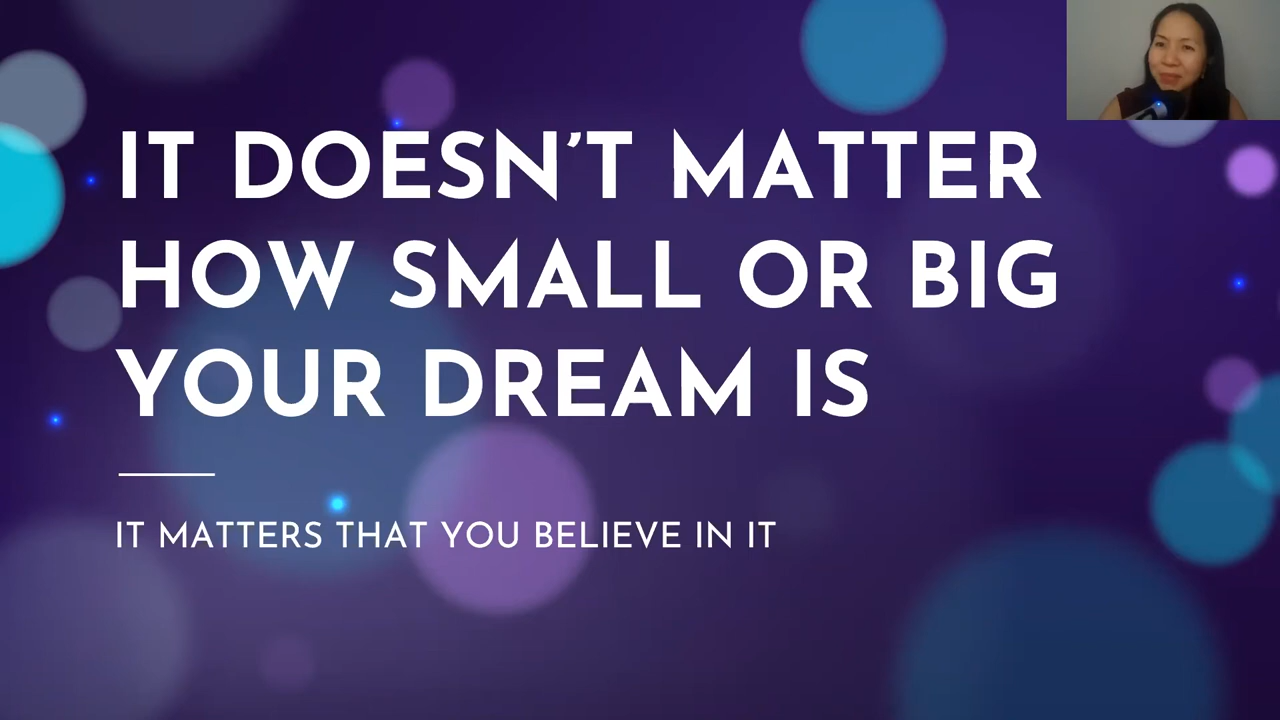 IT DOESN'T MATTER
HOW SMALL OR BIG
YOUR DREAM IS
IT MATTERS THAT YOU BELIEVE IN IT